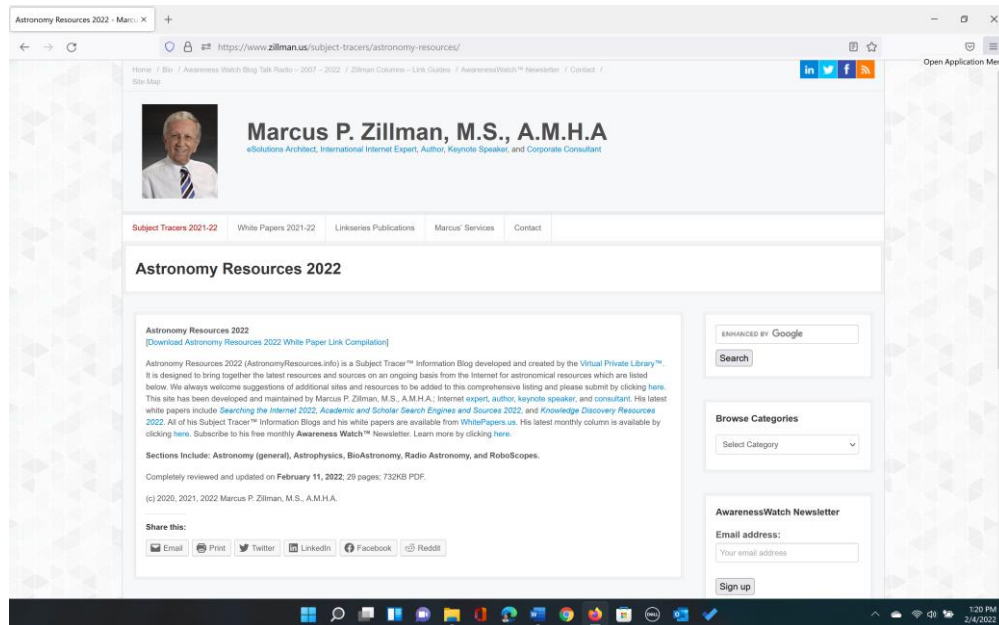 Astronomy Resources 2022 - Marcu
https://www.zillman.us/subject-tracers/astronomy-resources/
Open Application Me
Home / Bio / Awareness Watch Blog Talk Radio – 2007 – 2022 / Zillman Columns – Link Guides / AwarenessWatch™ Newsletter / Contact /
Site Map
Marcus P. Zillman, M.S., A.M.H.A
eSolutions Architect, International Internet Expert, Author, Keynote Speaker, and Corporate Consultant
Subject Tracers 2021-22 White Papers 2021-22 Linkseries Publications Marcus' Services Contact
Astronomy Resources 2022
Astronomy Resources 2022
[Download Astronomy Resources 2022 White Paper Link Compilation]
Astronomy Resources 2022 (AstronomyResources.info) is a Subject Tracer™ Information Blog developed and created by the Virtual Private Library™.
It is designed to bring together the latest resources and sources on an ongoing basis from the Internet for astronomical resources which are listed
below. We always welcome suggestions of additional sites and resources to be added to this comprehensive listing and please submit by clicking here.
This site has been developed and maintained by Marcus P. Zillman, M.S., A.M.H.A.; Internet expert, author, keynote speaker, and consultant. His latest
white papers include Searching the Internet 2022, Academic and Scholar Search Engines and Sources 2022, and Knowledge Discovery Resources
2022. All of his Subject Tracer™ Information Blogs and his white papers are available from WhitePapers.us. His latest monthly column is available by
clicking here. Subscribe to his free monthly Awareness Watch™ Newsletter. Learn more by clicking here.
Sections Include: Astronomy (general), Astrophysics, BioAstronomy, Radio Astronomy, and RoboScopes.
Completely reviewed and updated on February 11, 2022; 29 pages; 732KB PDF.
(c) 2020, 2021, 2022 Marcus P. Zillman, M.S., A.M.H.A.
Share this:
Email Print Twitter LinkedIn Facebook Reddit
ENHANCED BY Google
Search
Browse Categories
Select Category
AwarenessWatch Newsletter
Email address:
Your email address
Sign up
1:20 PM
2/4/2022